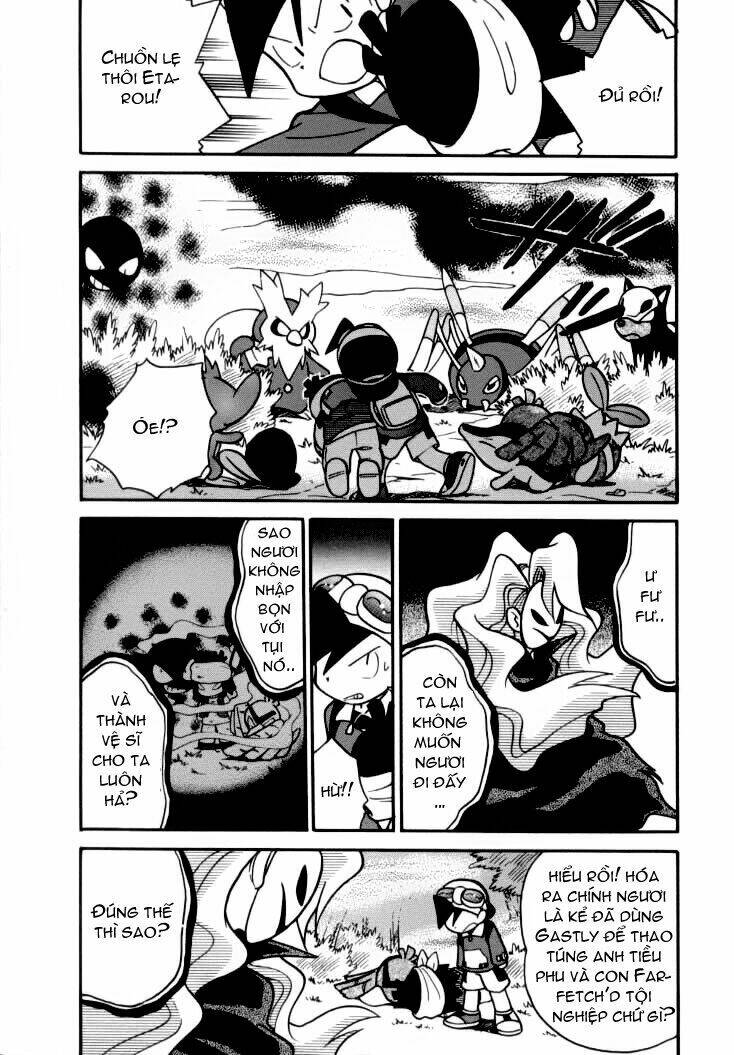 ĐỦ RỒI!
CHUỒN LẸ
THÔI ETA-
ROU!
ỎE!?
Ư
FƯ
FƯ..
CÒN
TA LẠI
KHÔNG
MUỐN
NGƯƠI
ĐI ĐẤY
...
HỪ!!
SAO
NGƯƠI
KHÔNG
NHẬP
BỌN
VỚI
TỤI
NÓ..
VÀ
THÀNH
VỆ SĨ
CHO TA
LUÔN
HẢ?
HIỂU RỒI! HÓA
RA CHÍNH NGƯƠI
LÀ KẺ ĐÃ DÙNG
GASTLY ĐỂ THAO
TÚNG ANH TIỀU
PHU VÀ CON FAR-
FETCH'D TỘI
NGHIỆP CHỨ GÌ?
ĐÚNG THẾ
THÌ SAO?